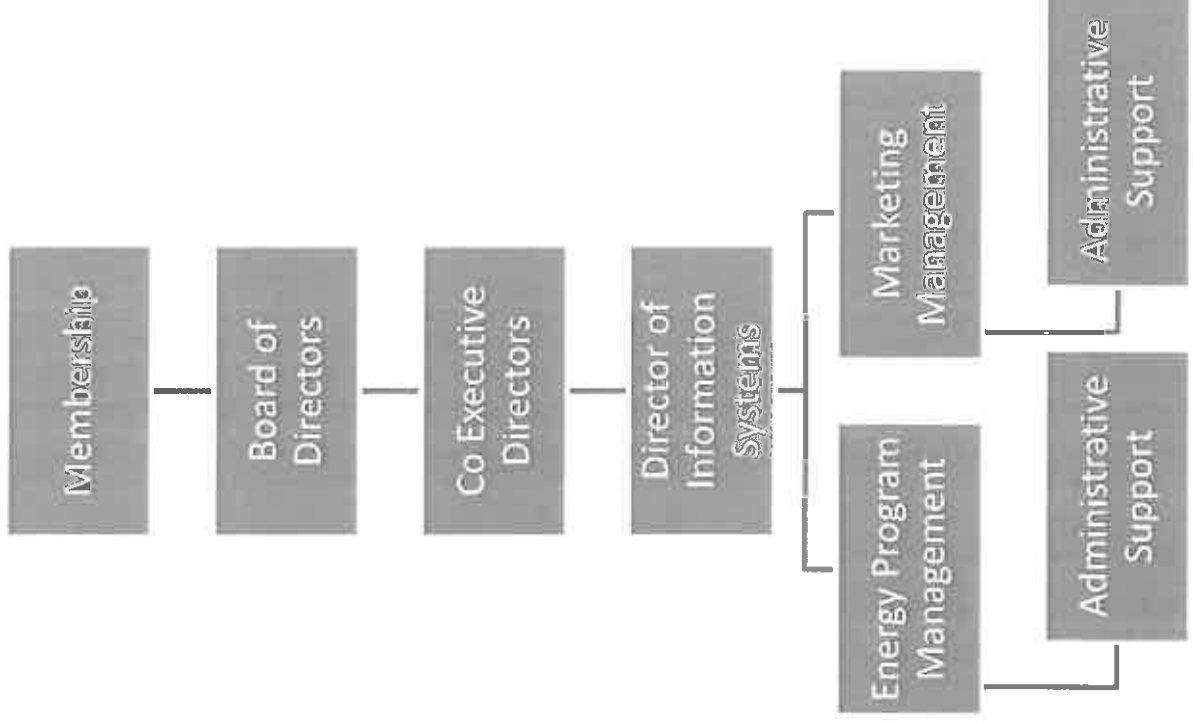 Membership
Board of
Directors
Co Executive
Directors
Director of
Information
Systems
Energy Program
Management
Marketing
Management
Administrative
Support
Administrative
Support